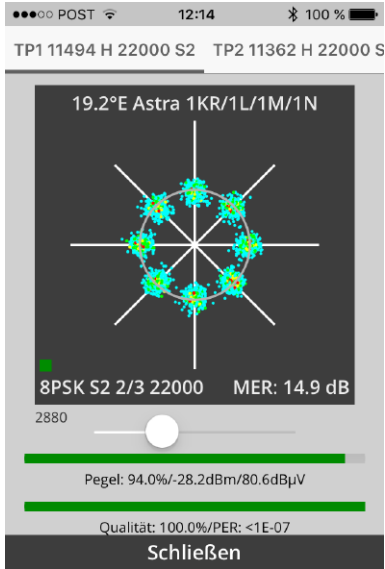 POST 12:14 100 %
TP1 11494 H 22000 S2 TP2 11362 H 22000 S
19.2°E Astra 1KR/1L/1M/1N
8PSK S2 2/3 22000 MER: 14.9 dB
2880
Pegel: 94.0%/-28.2dBm/80.6dBµV
Qualität: 100.0%/PER: <1E-07
Schließen